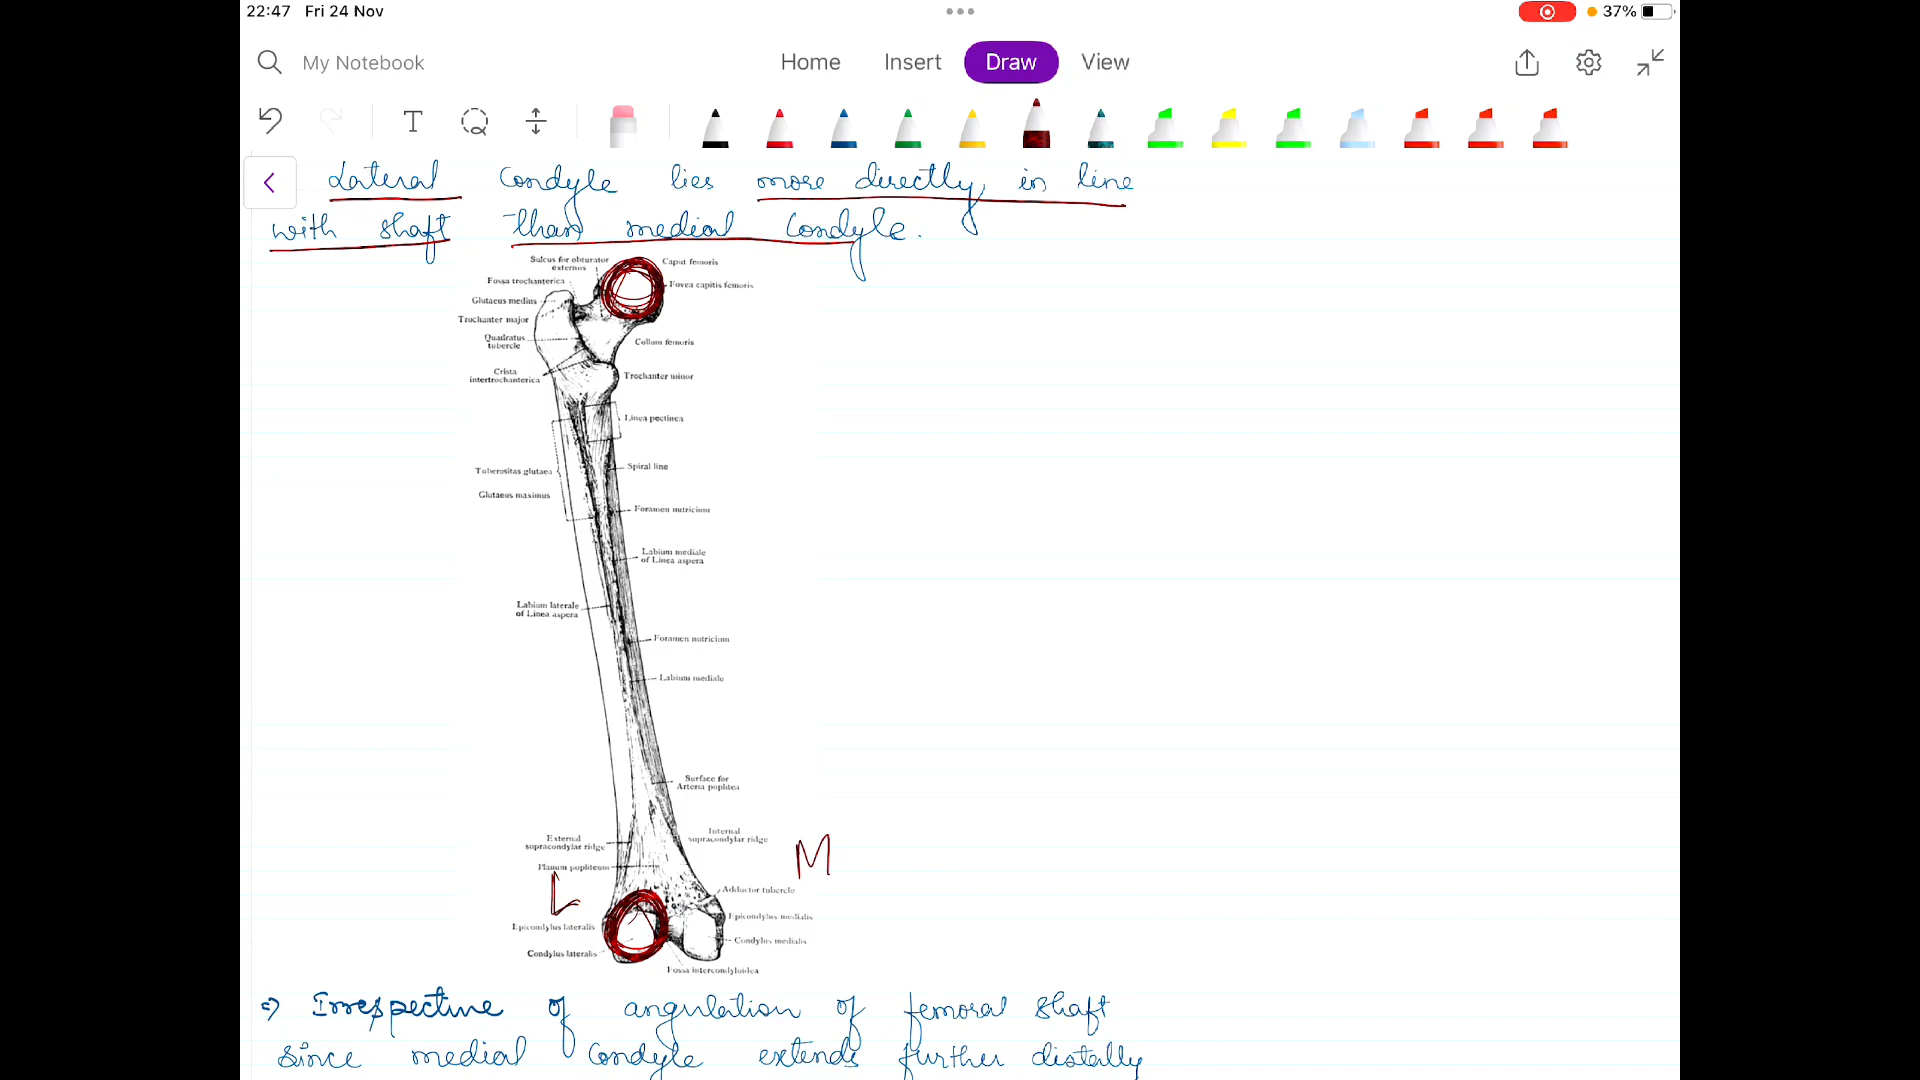 22:47 Fri 24 Nov
37%
My Notebook
Home Insert Draw View
T
Lateral Condyle lies more directly in line
with shaft than medial Condyle.
Sulcus for obturator
externus
Caput femoris
Fossa trochanterica
Fovea capitis femoris
Glutaeus medius
Trochanter major
Quadratus
tubercle
Collum femoris
Crista
intertrochanterica
Trochanter minor
Linea pectinea
Spiral line
Tuberositas glutaea
Glutaeus maximus
Foramen nutricium
Labium mediale
of Linea aspera
Labium laterale
of Linea aspera
Foramen nutricium
Labium mediale
Surface for
Arteria poplitea
External
supracondylar ridge
Internal
supracondylar ridge
M
Planum popliteum
L
Adductor tubercle
Epicondylus medialis
Epicondylus lateralis
Condylus medialis
Condylus lateralis
Fossa intercondyloidea
⇒ Irrespective of angulation of femoral shaft
since medial Condyle extends further distally